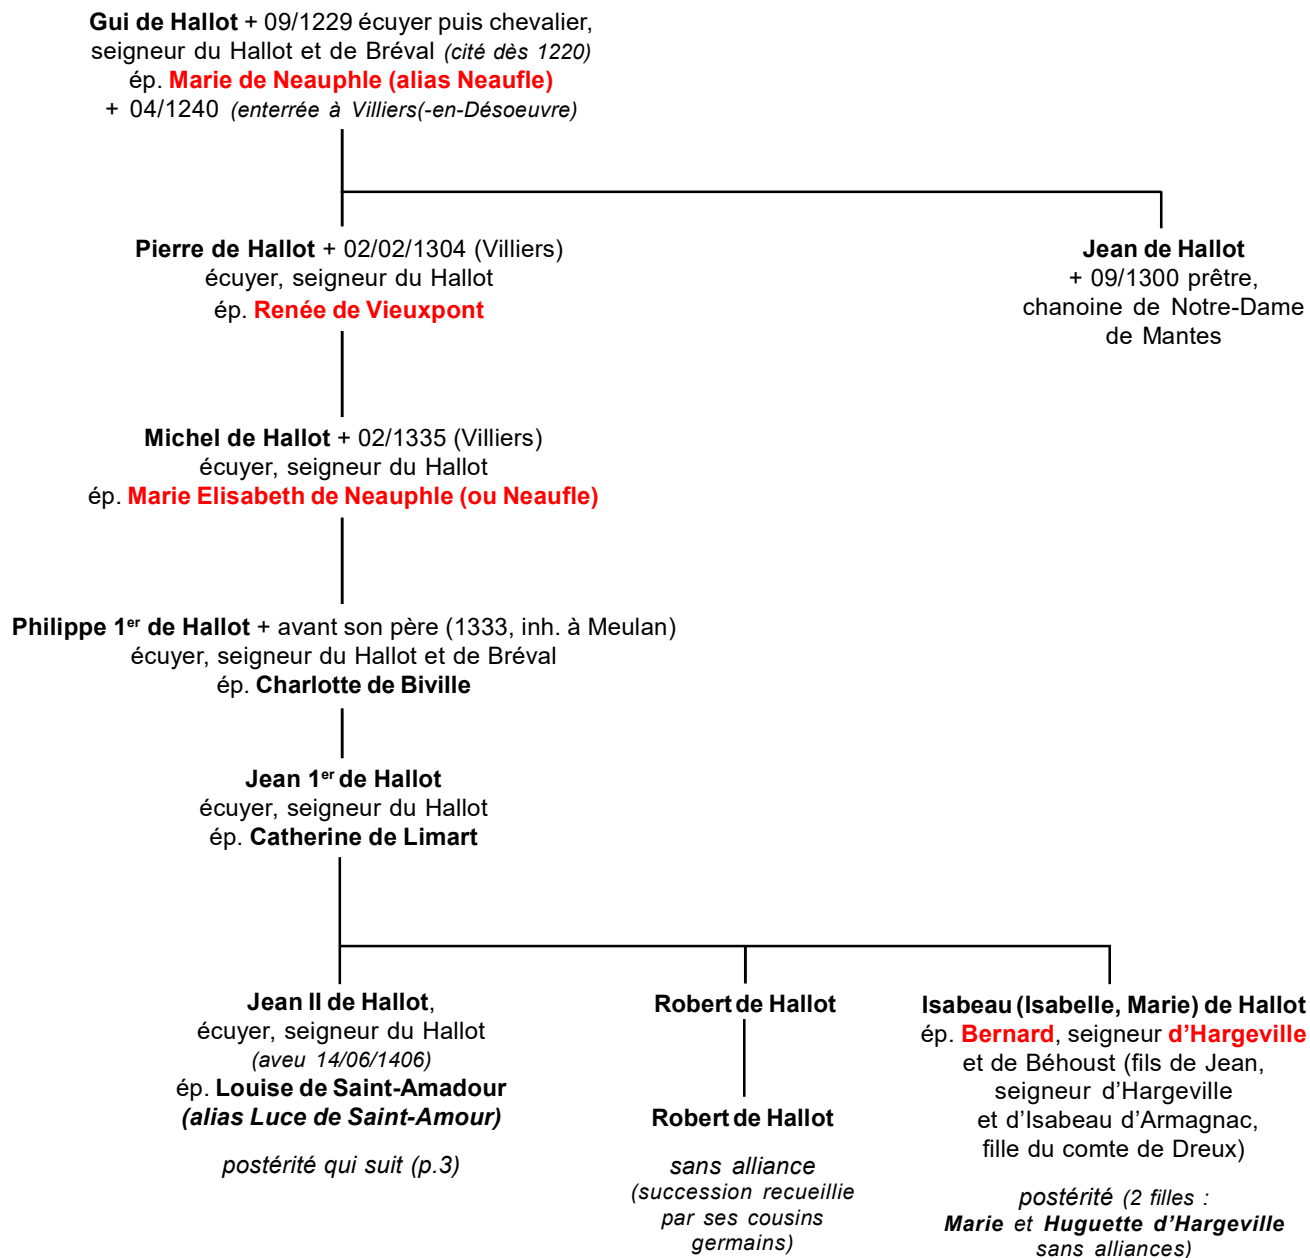 Gui de Hallot + 09/1229 écuyer puis chevalier,
seigneur du Hallot et de Bréval (cité dès 1220)
ép. Marie de Neauphle (alias Neaufle)
+ 04/1240 (enterrée à Villiers(-en-Désoeuvre)
Pierre de Hallot + 02/02/1304 (Villiers)
écuyer, seigneur du Hallot
ép. Renée de Vieuxpont
Jean de Hallot
+ 09/1300 prêtre,
chanoine de Notre-Dame
de Mantes
Michel de Hallot + 02/1335 (Villiers)
écuyer, seigneur du Hallot
ép. Marie Elisabeth de Neauphle (ou Neaufle)
Philippe 1er de Hallot + avant son père (1333, inh. à Meulan)
écuyer, seigneur du Hallot et de Bréval
ép. Charlotte de Biville
Jean 1er de Hallot
écuyer, seigneur du Hallot
ép. Catherine de Limart
Jean II de Hallot,
écuyer, seigneur du Hallot
(aveu 14/06/1406)
ép. Louise de Saint-Amadour
(alias Luce de Saint-Amour)
postérité qui suit (p.3)
Robert de Hallot
Robert de Hallot
sans alliance
(succession recueillie
par ses cousins
germains)
Isabeau (Isabelle, Marie) de Hallot
ép. Bernard, seigneur d'Hargeville
et de Béhoust (fils de Jean,
seigneur d'Hargeville
et d'Isabeau d'Armagnac,
fille du comte de Dreux)
postérité (2 filles :
Marie et Huguette d'Hargeville
sans alliances)